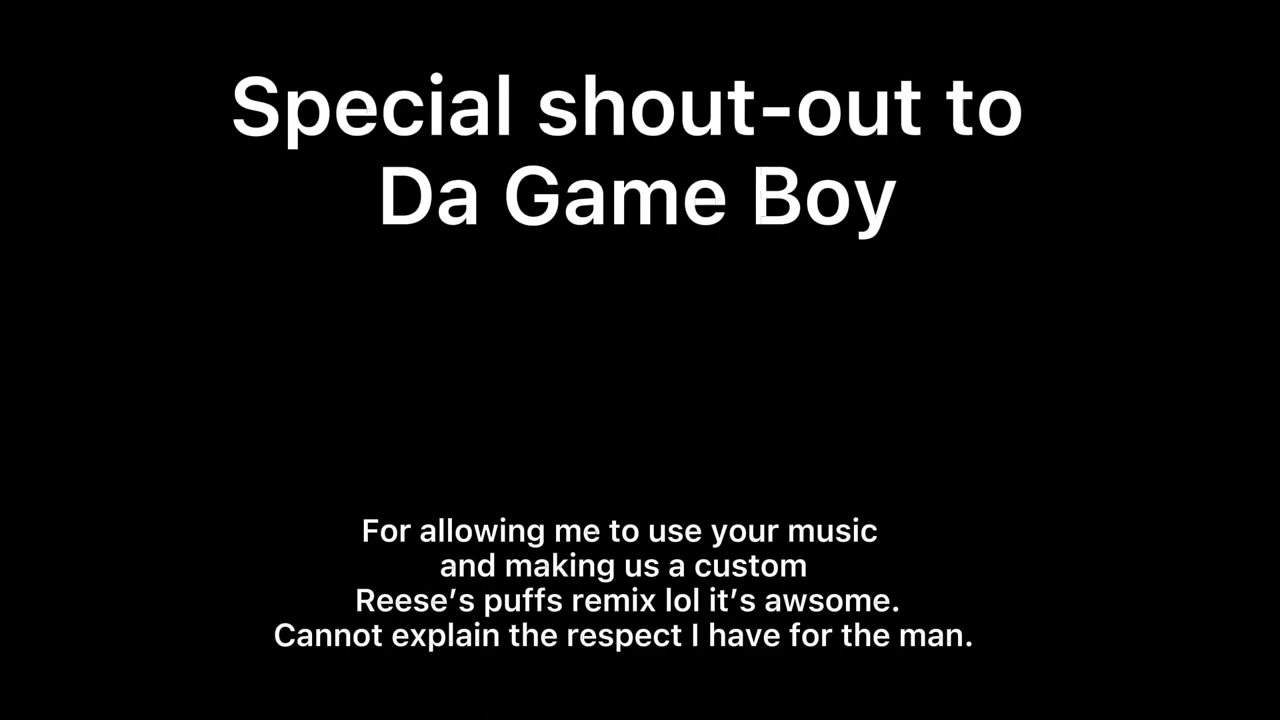 Special shout-out to
Da Game Boy
For allowing me to use your music
and making us a custom
Reese’s puffs remix lol it’s awsome.
Cannot explain the respect I have for the man.